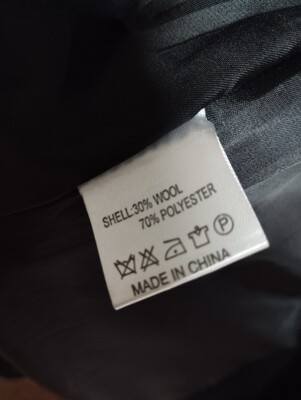 SHELL:30% WOOL
70% POLYESTER
P
MADE IN CHINA